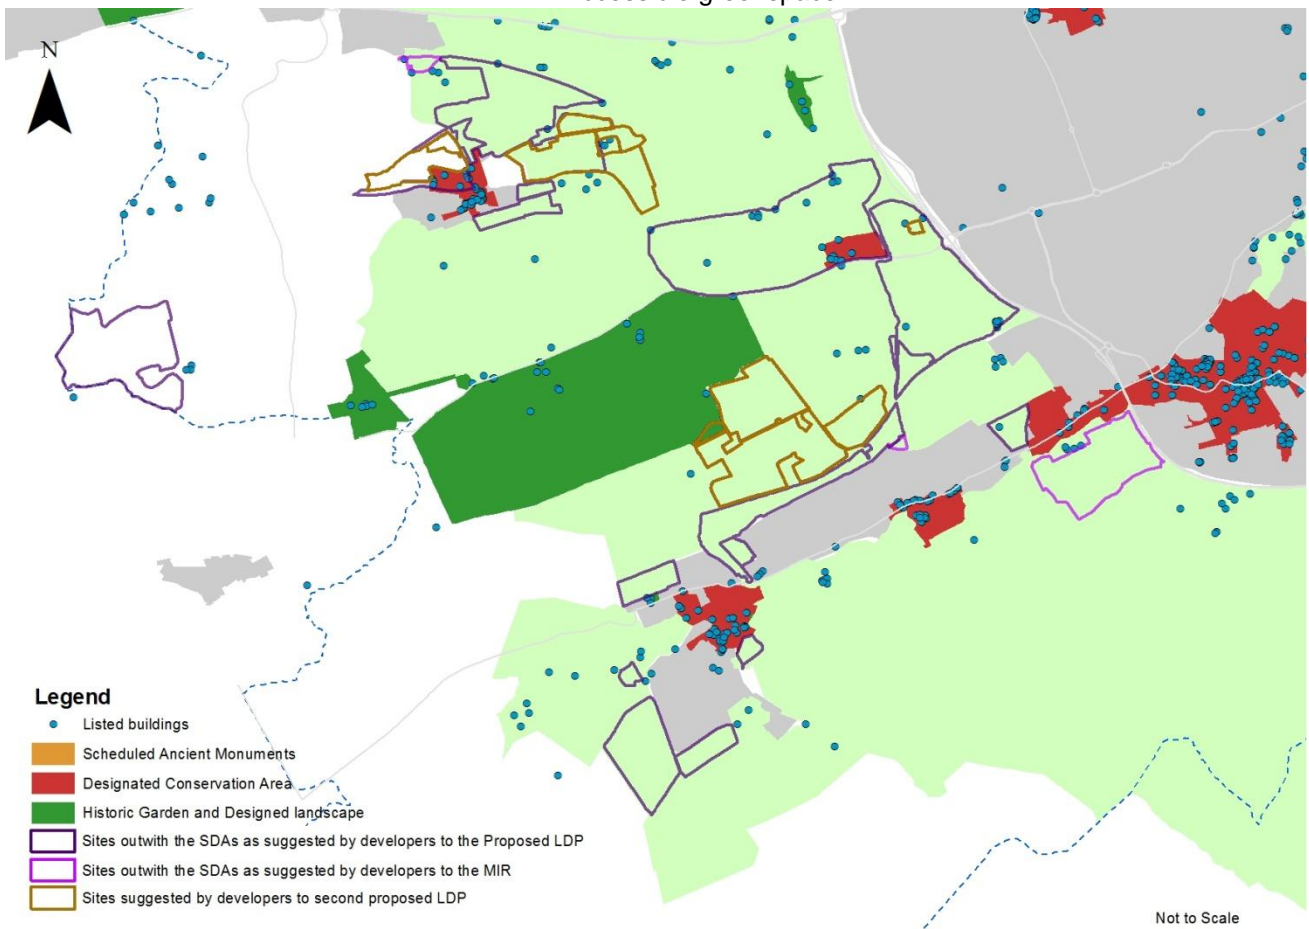 N
Legend
Listed buildings
Scheduled Ancient Monuments
Designated Conservation Area
Historic Garden and Designed landscape
Sites outwith the SDAs as suggested by developers to the Proposed LDP
Sites outwith the SDAs as suggested by developers to the MIR
Sites suggested by developers to second proposed LDP
Not to Scale